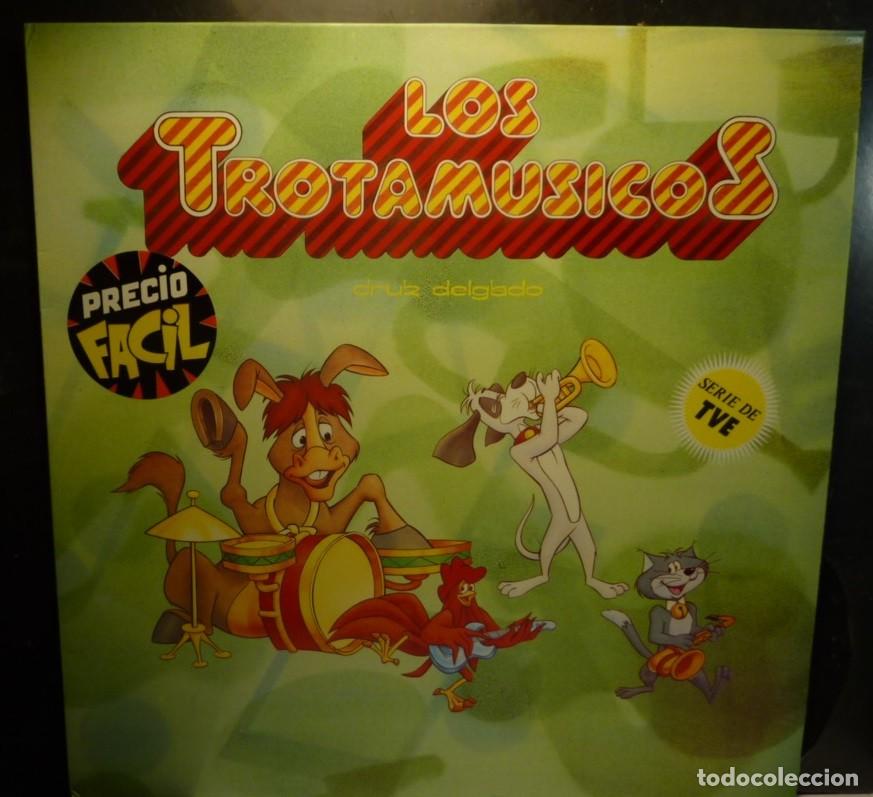 LOS
TROTAMUSICOS
cruz delgado
PRECIO
FACIL
SERIE DE
TVE
todocoleccion